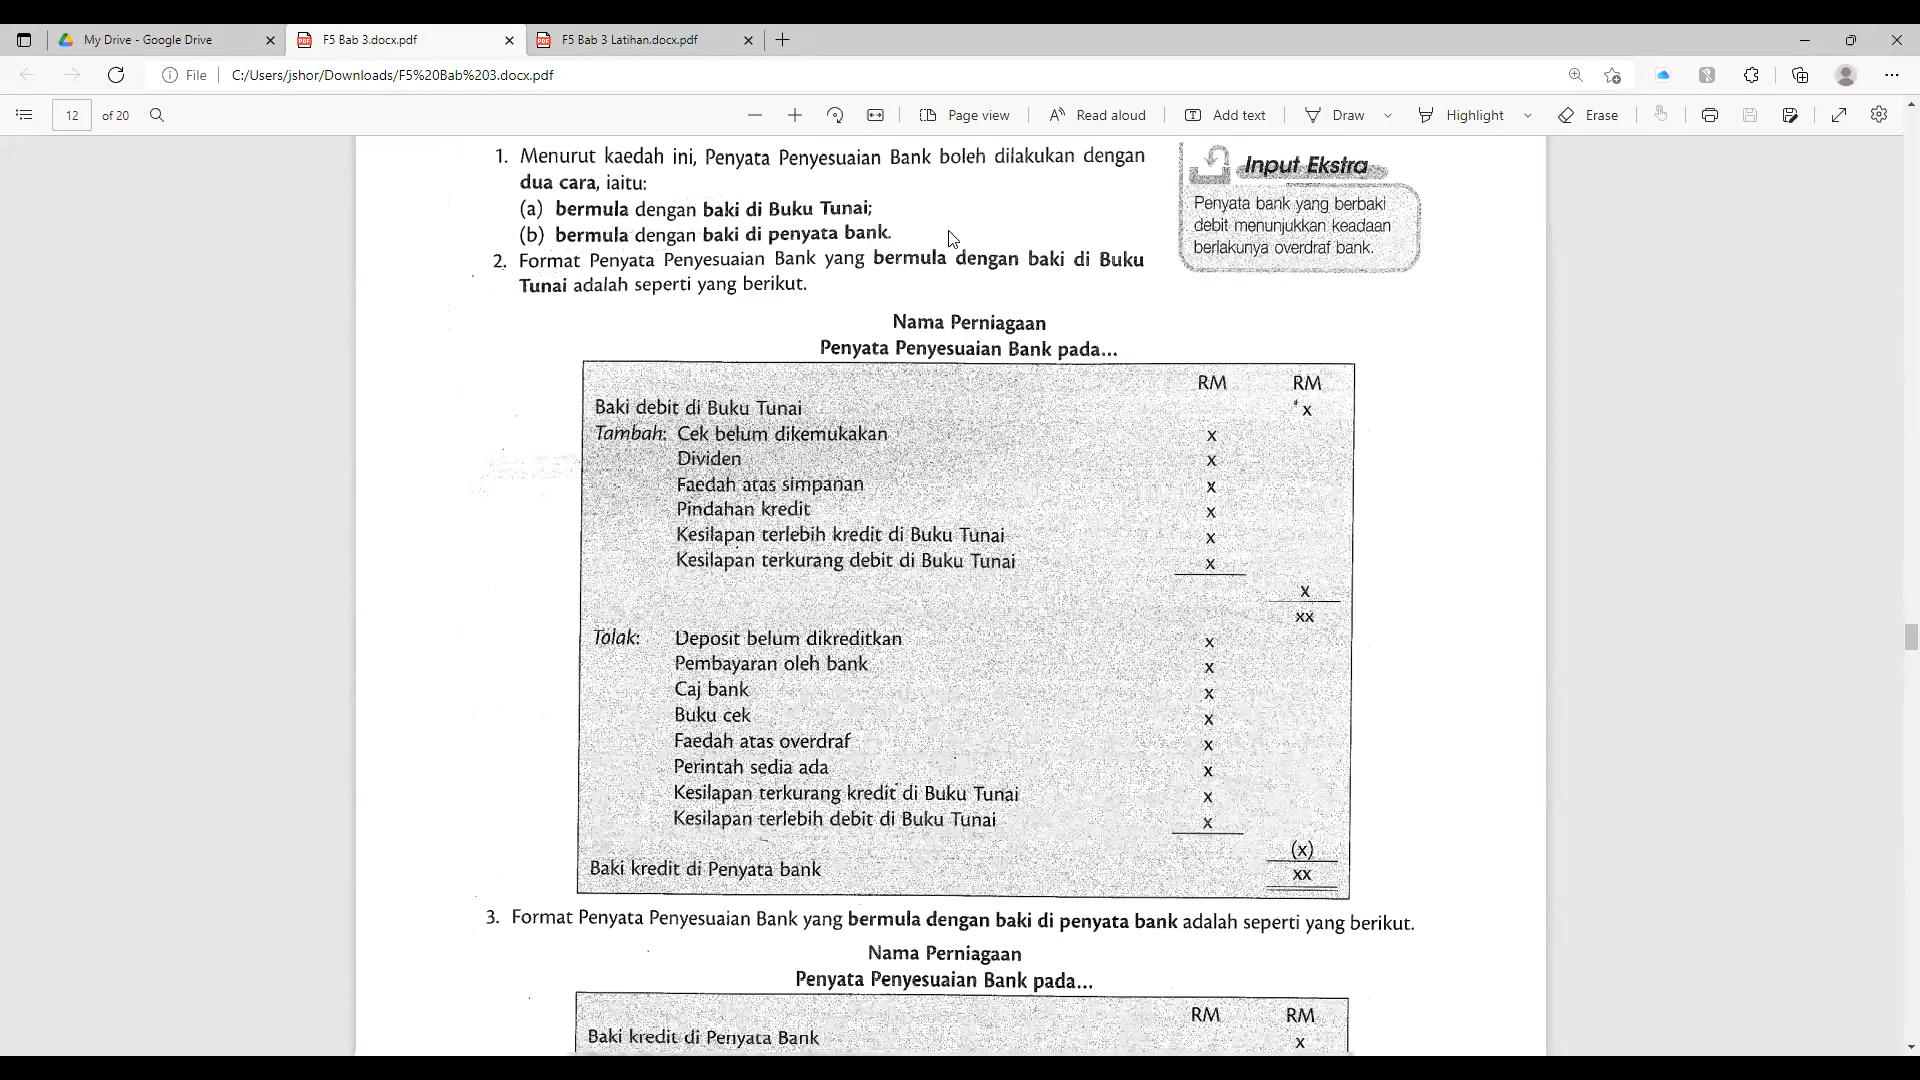 My Drive - Google Drive
F5 Bab 3.docx.pdf
F5 Bab 3 Latihan.docx.pdf
File
C:/Users/jshor/Downloads/F5%20Bab%203.docx.pdf
12 of 20
Page view
Read aloud
Add text
Draw
Highlight
Erase
1. Menurut kaedah ini, Penyata Penyesuaian Bank boleh dilakukan dengan
dua cara, iaitu:
(a) bermula dengan baki di Buku Tunai;
(b) bermula dengan baki di penyata bank.
2. Format Penyata Penyesuaian Bank yang bermula dengan baki di Buku
Tunai adalah seperti yang berikut.
Input Ekstra
Penyata bank yang berbaki
debit menunjukkan keadaan
berlakunya overdraf bank.
Nama Perniagaan
Penyata Penyesuaian Bank pada...
RM RM
Baki debit di Buku Tunai x
Tambah: Cek belum dikemukakan x
Dividen x
Faedah atas simpanan x
Pindahan kredit x
Kesilapan terlebih kredit di Buku Tunai x
Kesilapan terkurang debit di Buku Tunai x
x
xx
Tolak: Deposit belum dikreditkan x
Pembayaran oleh bank x
Caj bank x
Buku cek x
Faedah atas overdraf x
Perintah sedia ada x
Kesilapan terkurang kredit di Buku Tunai x
Kesilapan terlebih debit di Buku Tunai x
(x)
Baki kredit di Penyata bank xx
3. Format Penyata Penyesuaian Bank yang bermula dengan baki di penyata bank adalah seperti yang berikut.
Nama Perniagaan
Penyata Penyesuaian Bank pada...
RM RM
Baki kredit di Penyata Bank x